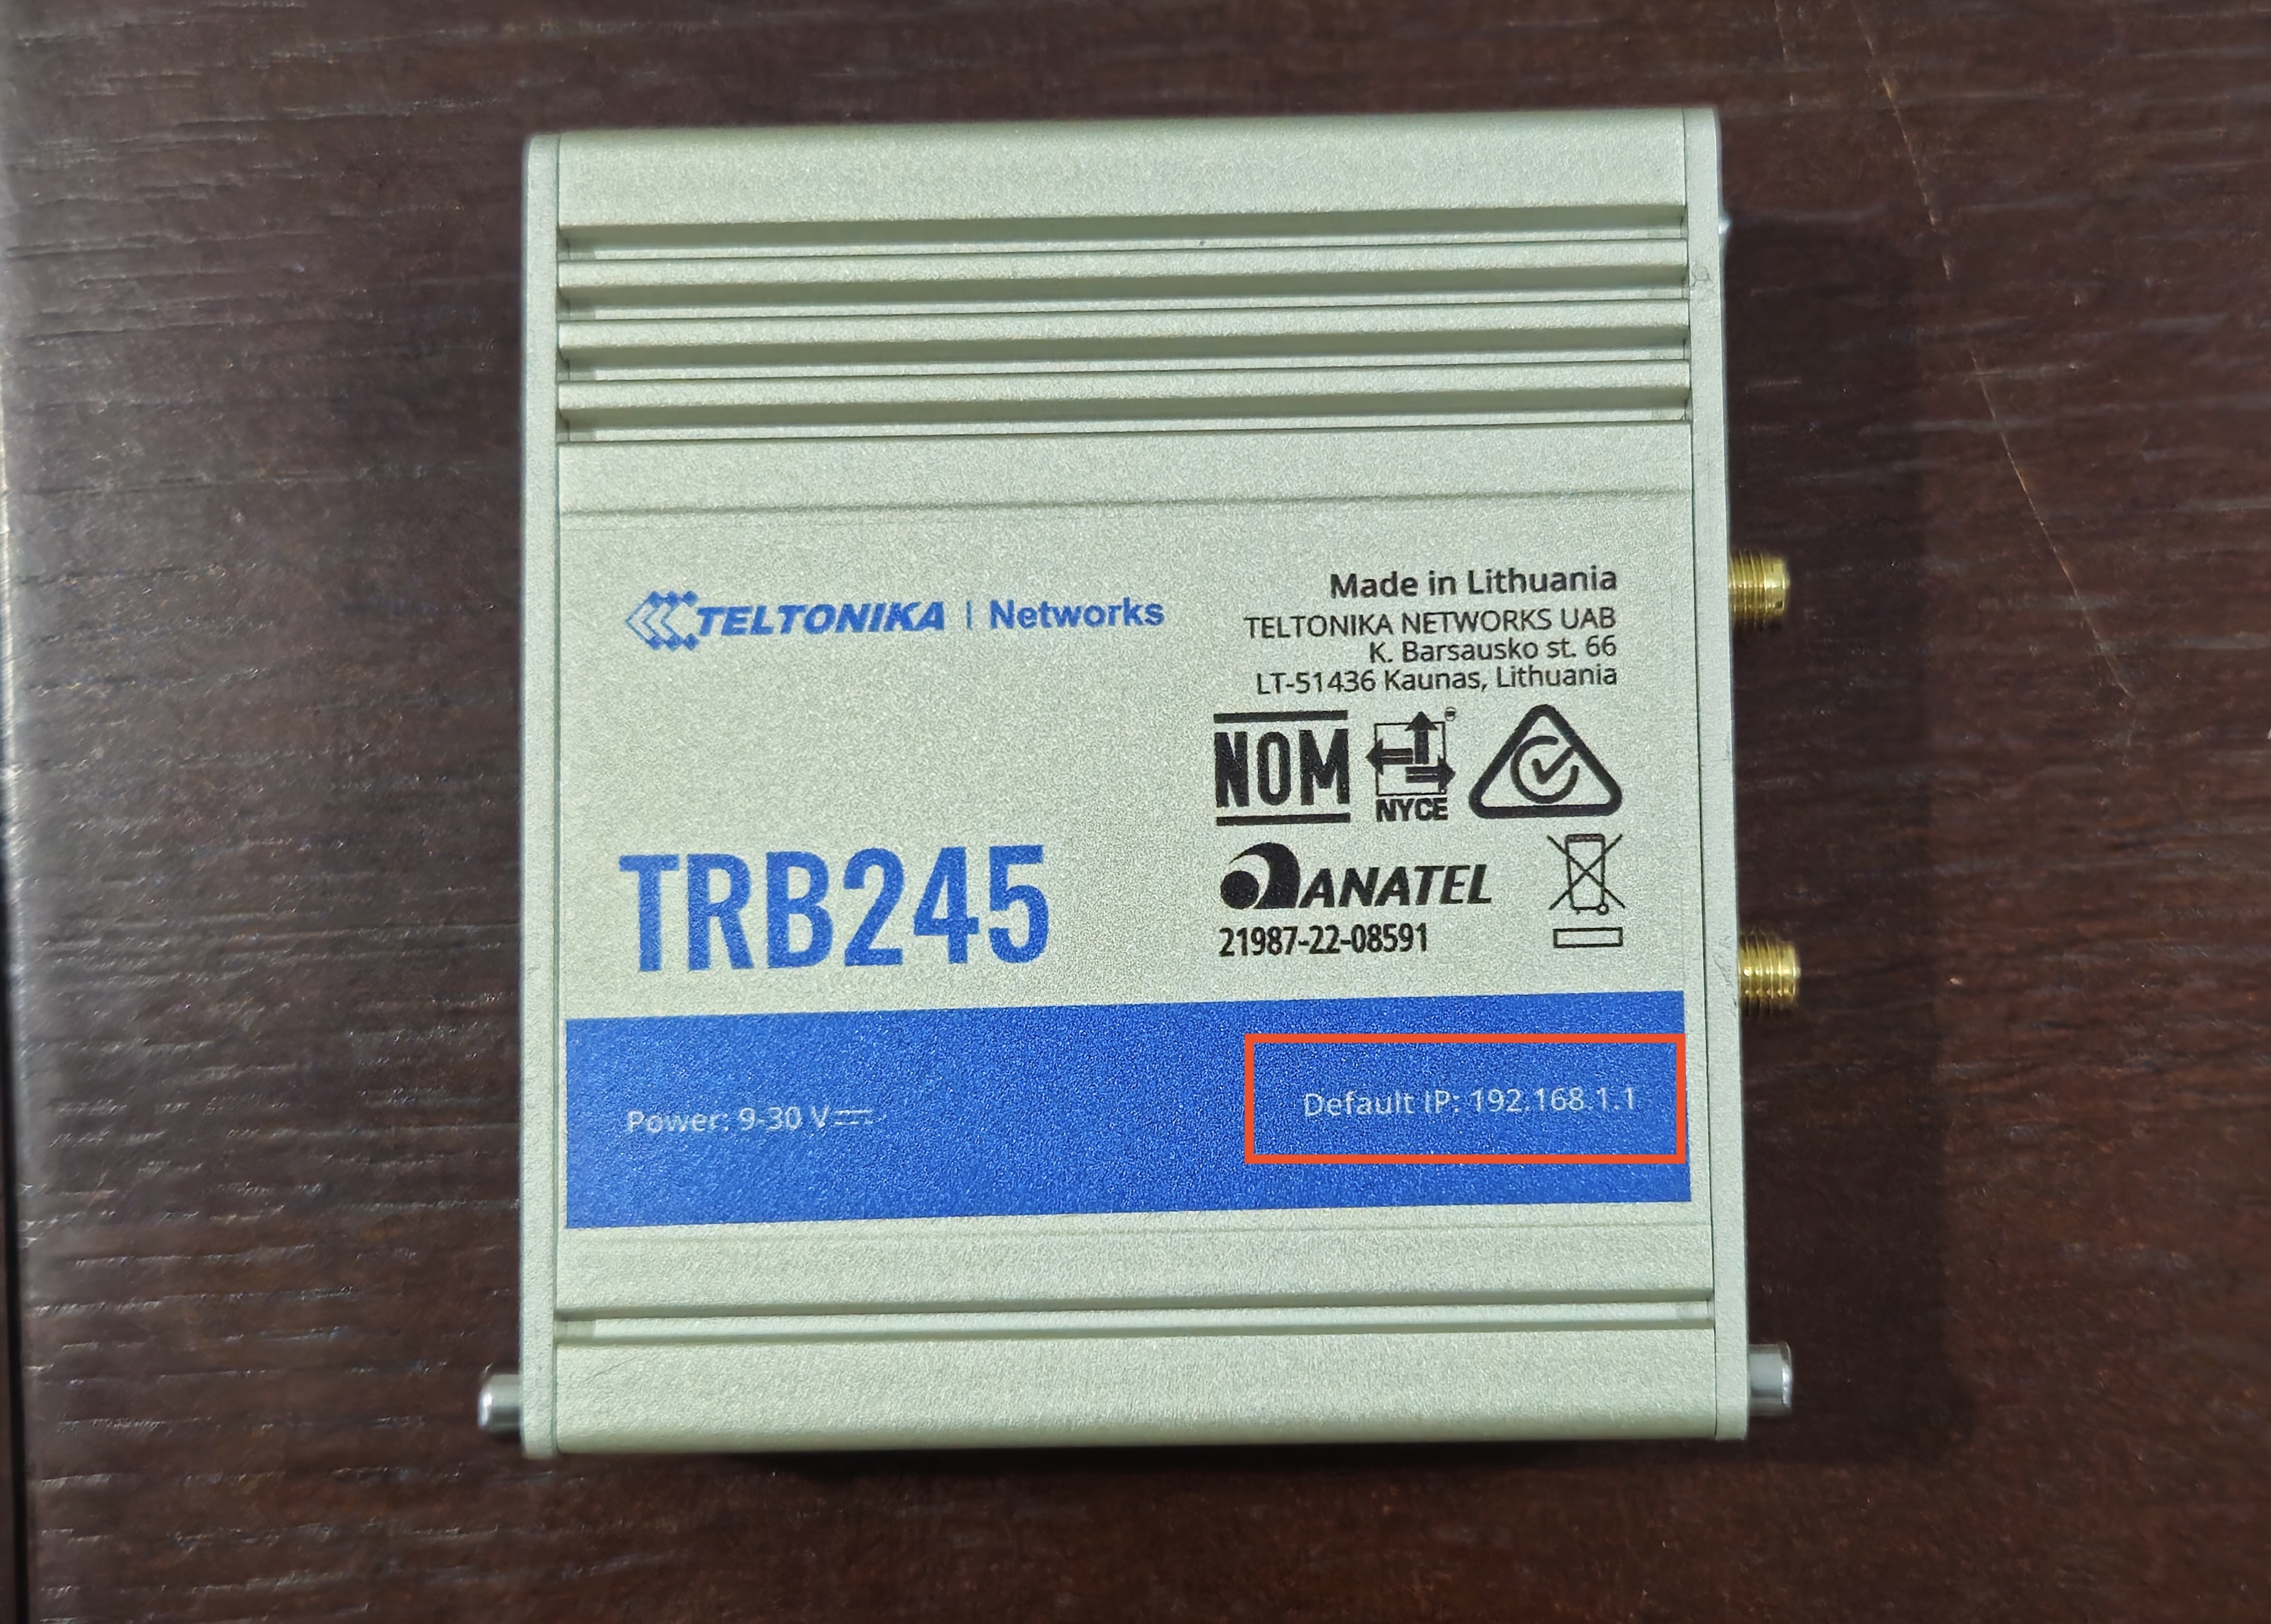 TELTONIKA | Networks
Made in Lithuania
TELTONIKA NETWORKS UAB
K. Barsausko st. 66
LT-51436 Kaunas, Lithuania
NOM
NYCE
TRB245
ANATEL
21987-22-08591
Power: 9-30 V
Default IP: 192.168.1.1